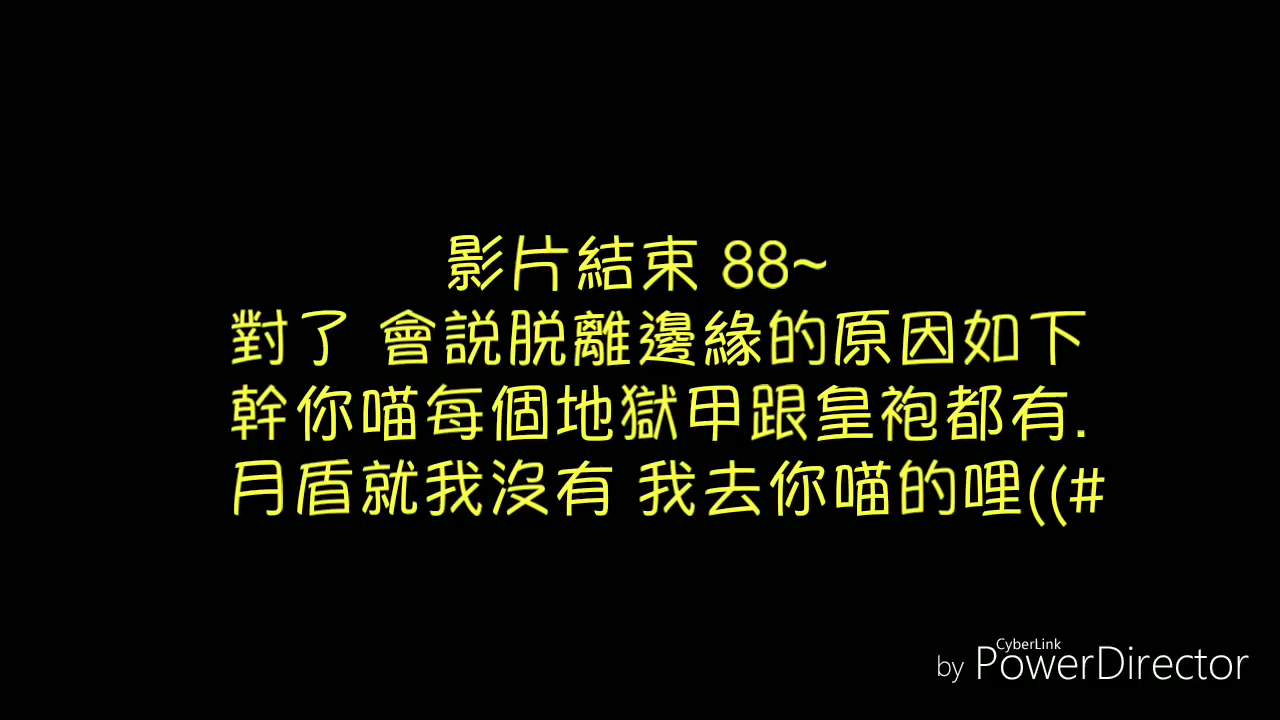 影片結束 88~
對了 會説脫離邊緣的原因如下
幹你喵每個地獄甲跟皇袍都有.
月盾就我沒有 我去你喵的哩((#
CyberLink
by PowerDirector